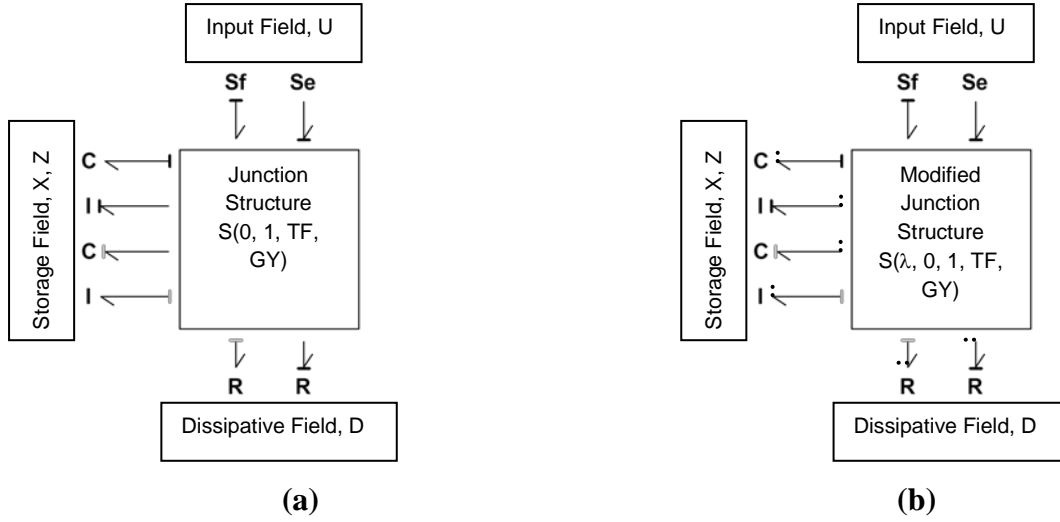 Input Field, U
Sf Se
Storage Field, X, Z
C
I
C
I
Junction
Structure
S(0, 1, TF,
GY)
R R
Dissipative Field, D
(a)
Input Field, U
Sf Se
Storage Field, X, Z
C
I
C
I
Modified
Junction
Structure
S(λ, 0, 1, TF,
GY)
R R
Dissipative Field, D
(b)